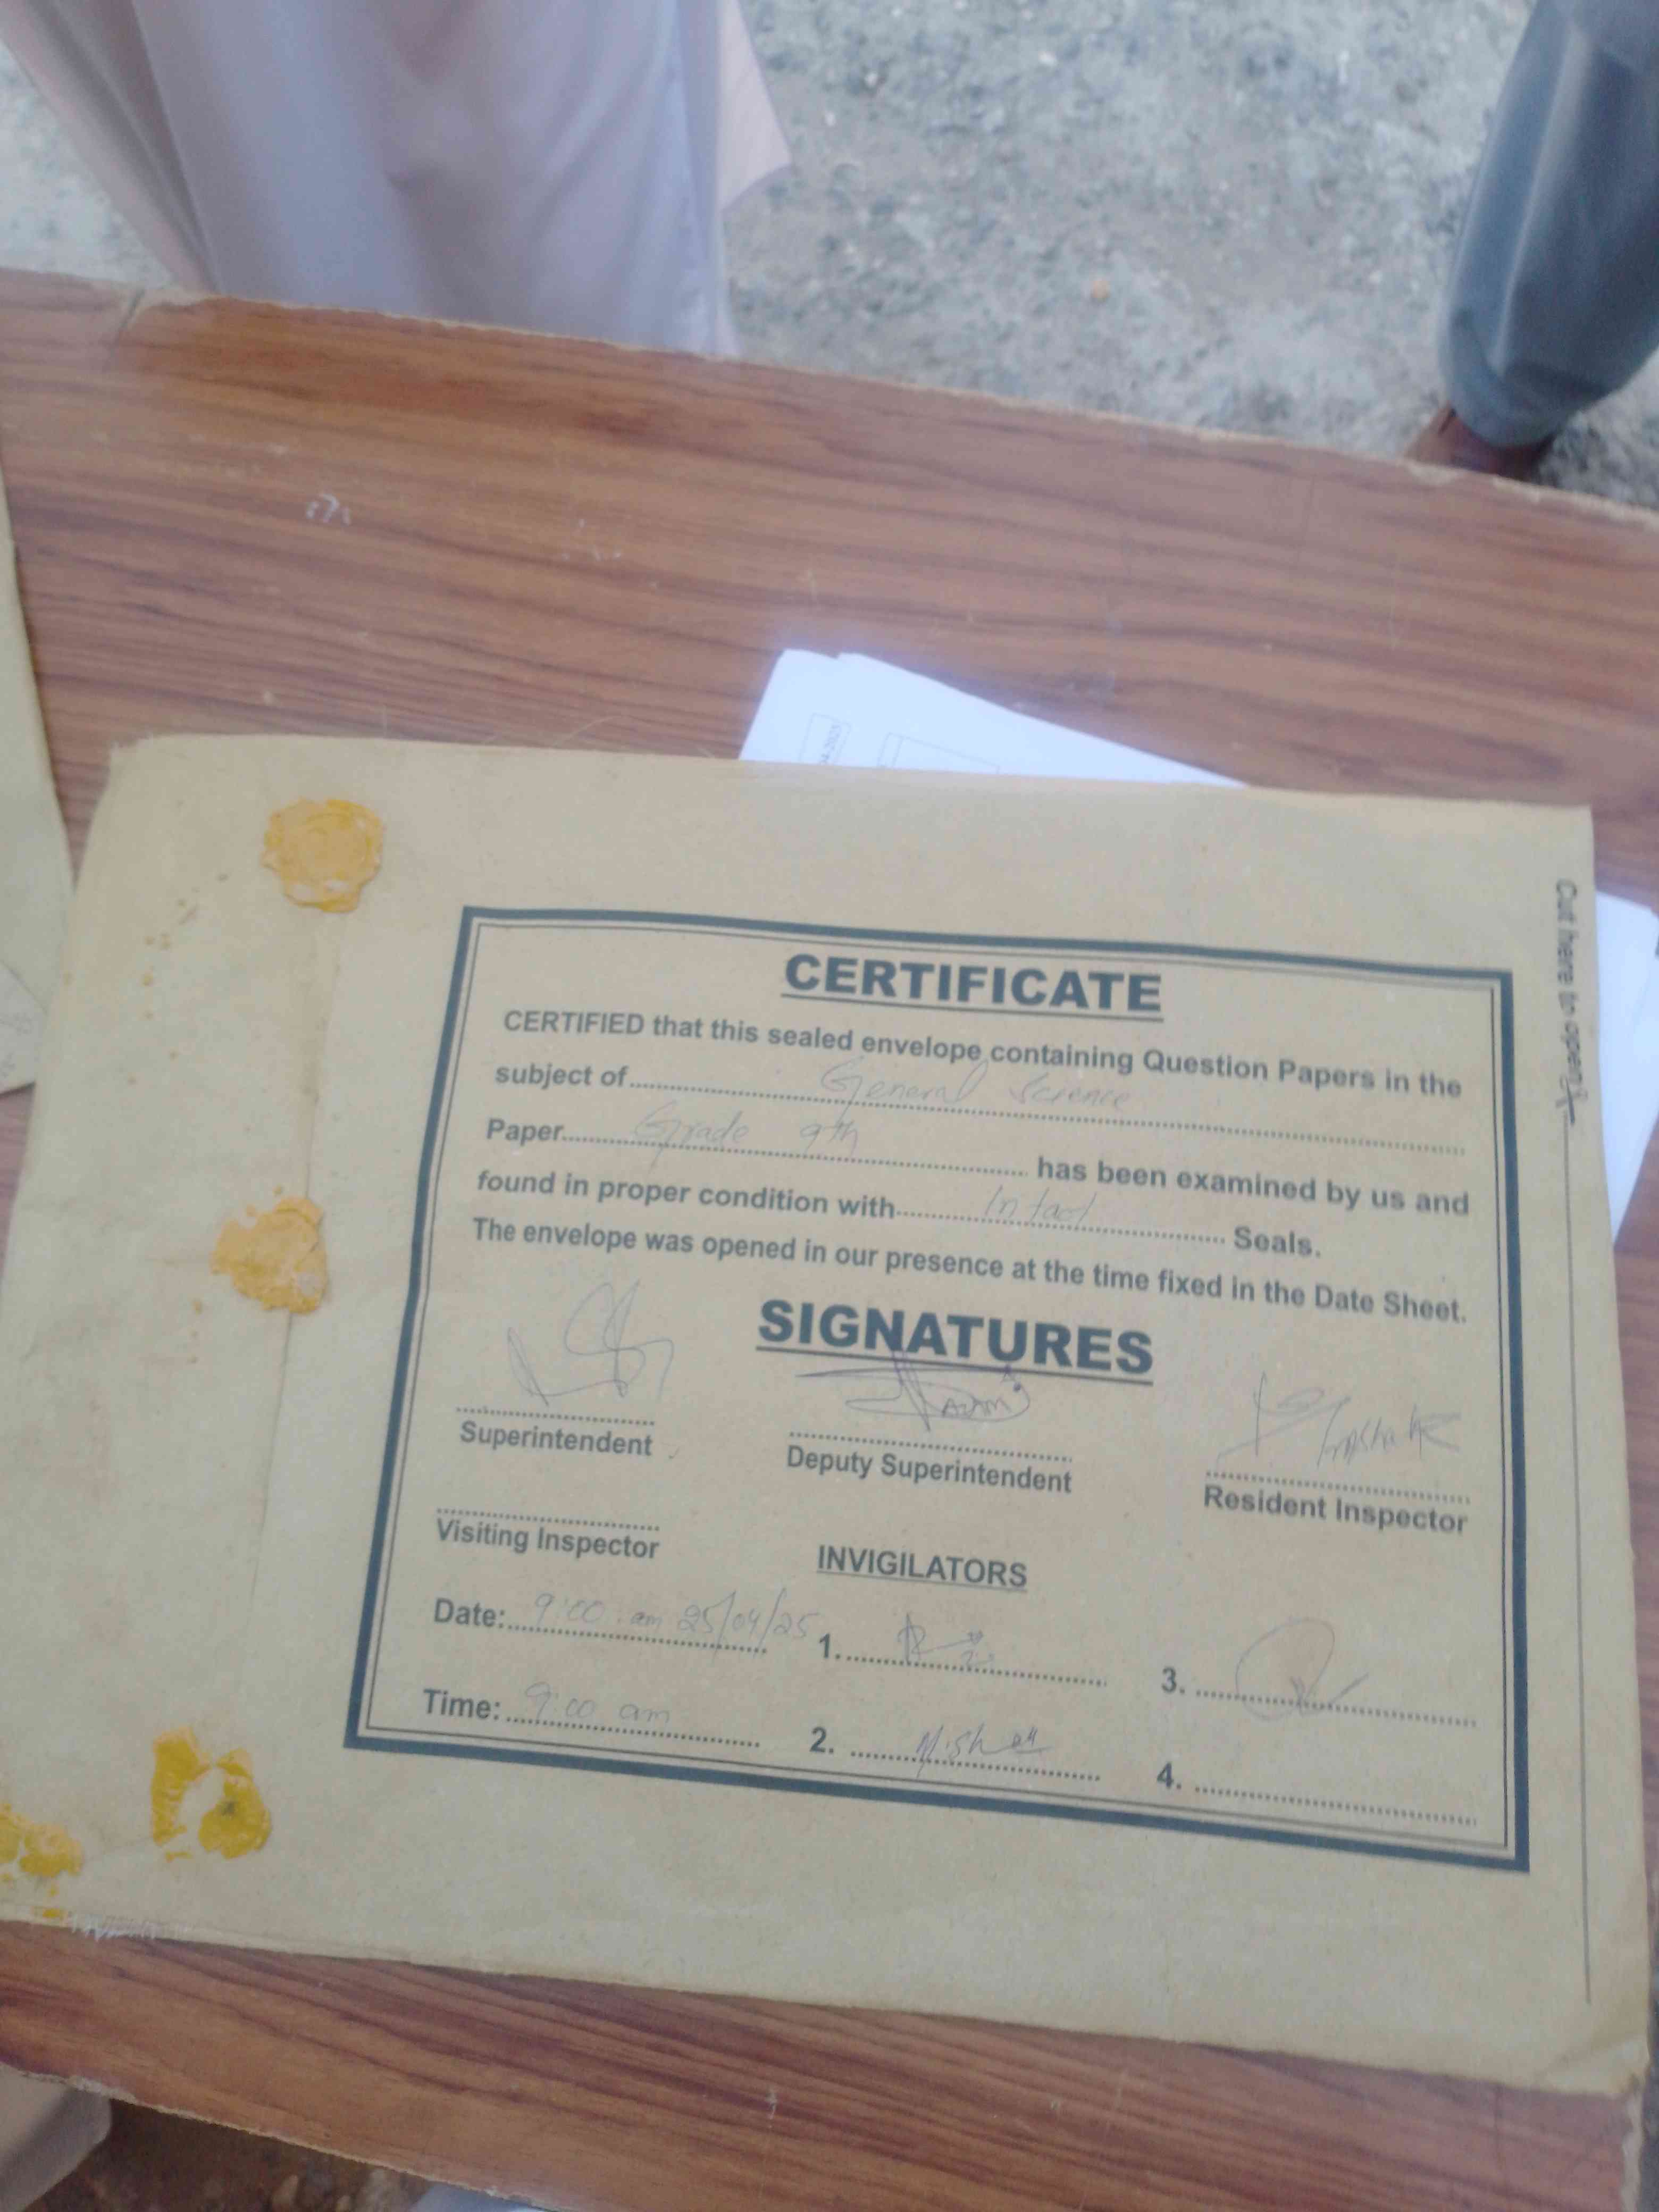 CERTIFICATE
CERTIFIED that this sealed envelope containing Question Papers in the
subject of General Science
Paper Grade 9th has been examined by us and
found in proper condition with Intact Seals.
The envelope was opened in our presence at the time fixed in the Date Sheet.
SIGNATURES
Superintendent
Deputy Superintendent
Resident Inspector
Visiting Inspector
INVIGILATORS
Date: 9:00 am 25/04/25
1.
3.
Time: 9:00 am
2.
4.
Cut here to open